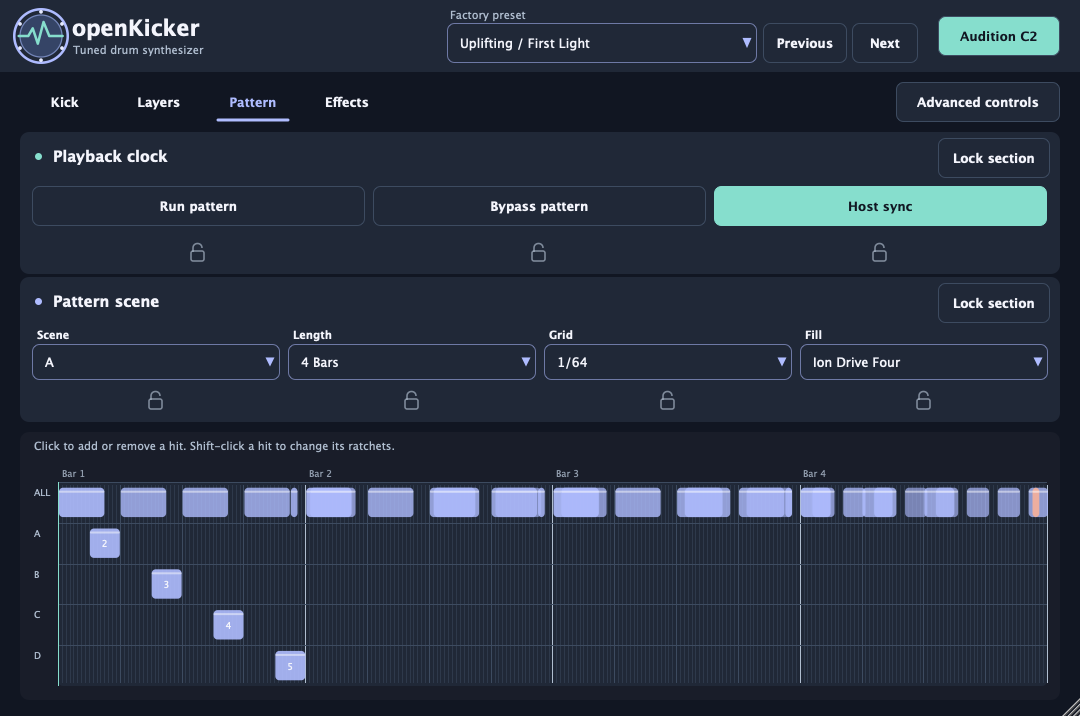 openKicker
Tuned drum synthesizer
Factory preset
Uplifting / First Light
Previous
Next
Audition C2
Kick
Layers
Pattern
Effects
Advanced controls
Playback clock
Lock section
Run pattern
Bypass pattern
Host sync
Pattern scene
Lock section
Scene
Length
Grid
Fill
A
4 Bars
1/64
Ion Drive Four
Click to add or remove a hit. Shift-click a hit to change its ratchets.
Bar 1
Bar 2
Bar 3
Bar 4
ALL
A
2
B
3
C
4
D
5